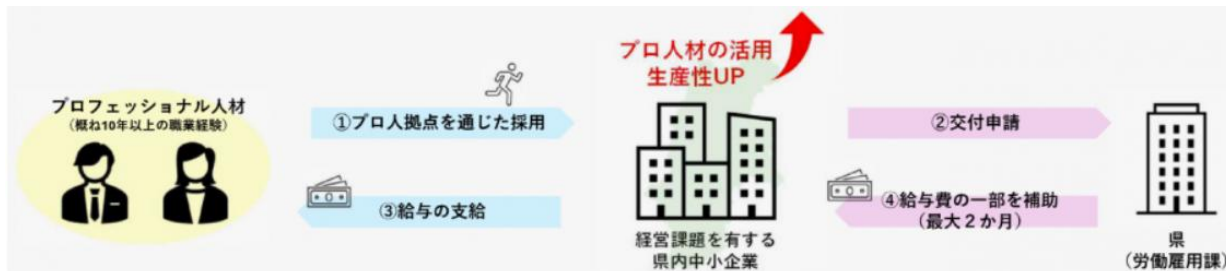 プロ人材の活用
生産性UP
プロフェッショナル人材
(概ね10年以上の職業経験)
①プロ人拠点を通じた採用
②交付申請
③給与の支給
④給与費の一部を補助
(最大２か月)
経営課題を有する
県内中小企業
県
(労働雇用課)